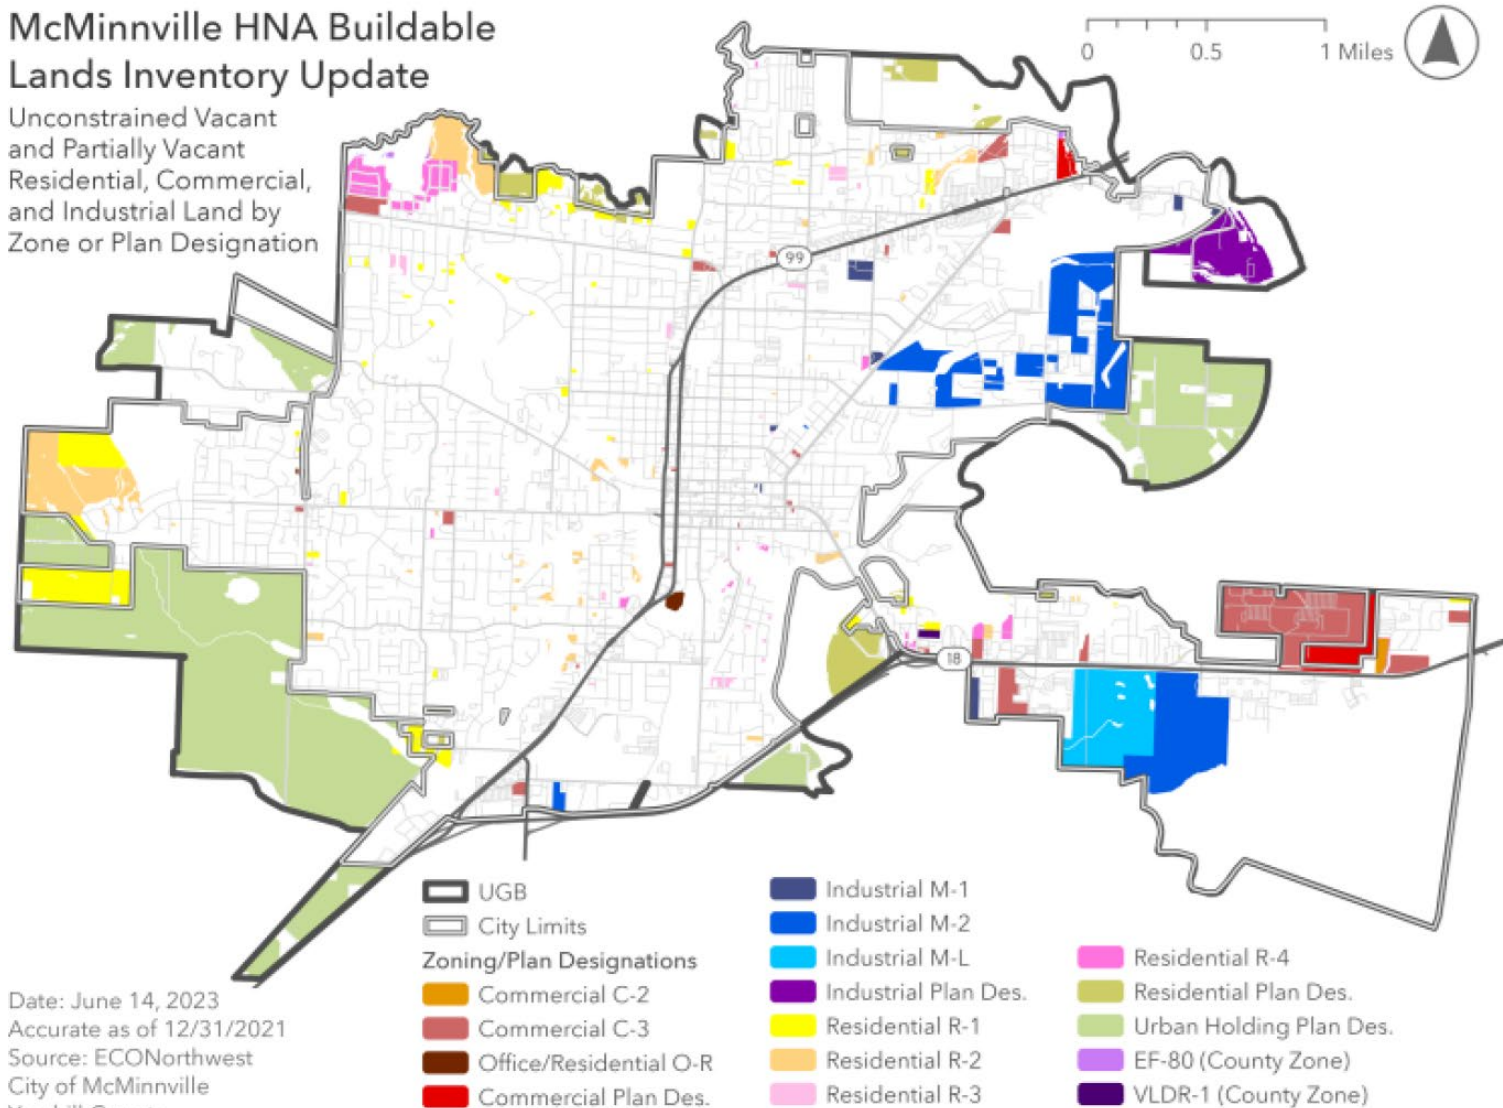 McMinnville HNA Buildable
Lands Inventory Update
Unconstrained Vacant
and Partially Vacant
Residential, Commercial,
and Industrial Land by
Zone or Plan Designation
0 0.5 1 Miles
99
18
UGB
City Limits
Zoning/Plan Designations
Commercial C-2
Commercial C-3
Office/Residential O-R
Commercial Plan Des.
Industrial M-1
Industrial M-2
Industrial M-L
Industrial Plan Des.
Residential R-1
Residential R-2
Residential R-3
Residential R-4
Residential Plan Des.
Urban Holding Plan Des.
EF-80 (County Zone)
VLDR-1 (County Zone)
Date: June 14, 2023
Accurate as of 12/31/2021
Source: ECONorthwest
City of McMinnville